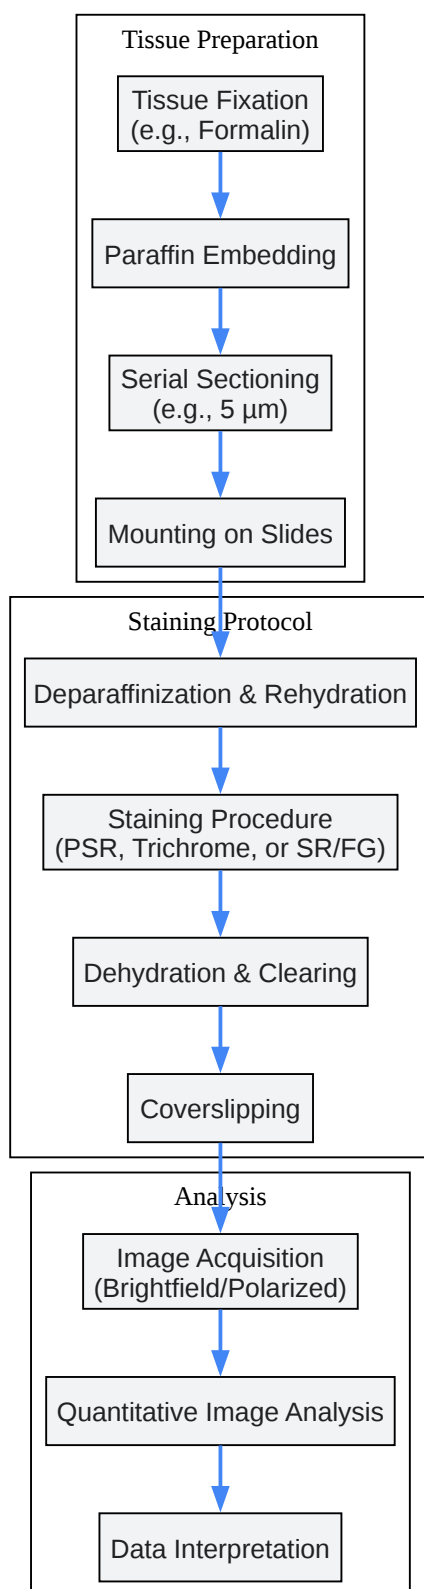 Tissue Preparation
Tissue Fixation
(e.g., Formalin)
Paraffin Embedding
Serial Sectioning
(e.g., 5 µm)
Mounting on Slides
Staining Protocol
Deparaffinization & Rehydration
Staining Procedure
(PSR, Trichrome, or SR/FG)
Dehydration & Clearing
Coverslipping
Analysis
Image Acquisition
(Brightfield/Polarized)
Quantitative Image Analysis
Data Interpretation